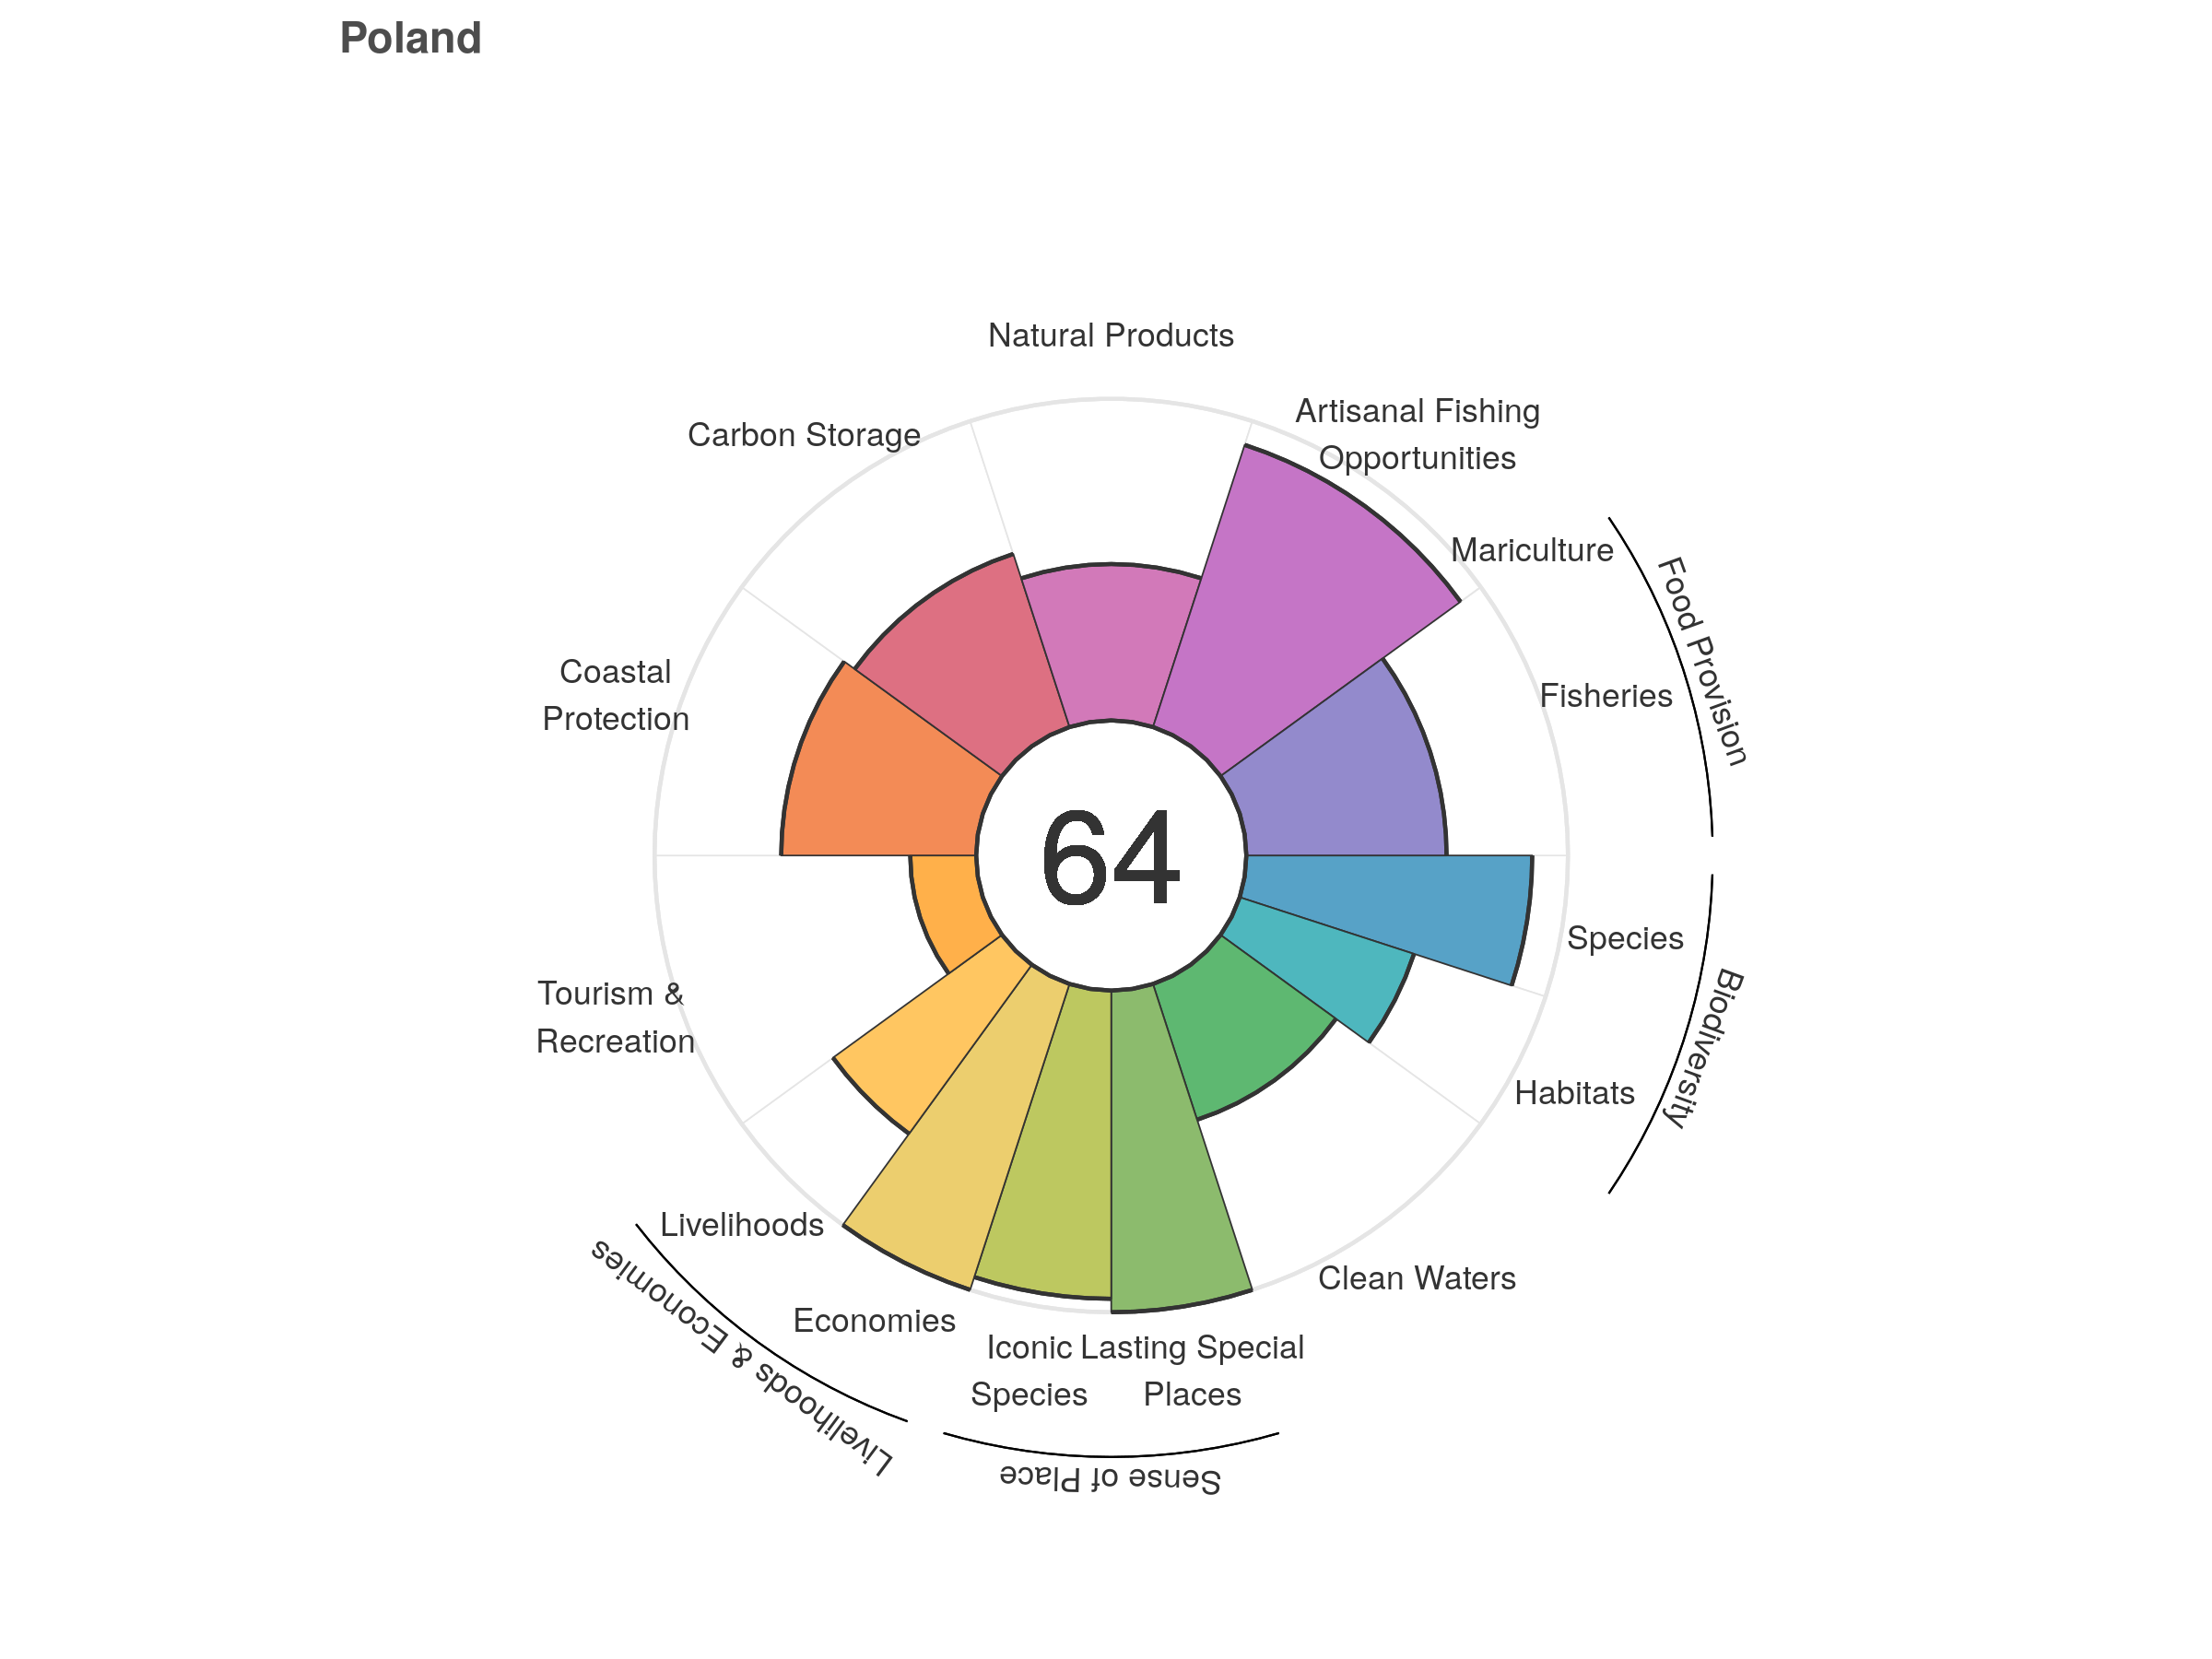 Poland
Natural Products
Artisanal Fishing
Opportunities
Carbon Storage
Mariculture
Food Provision
Fisheries
Coastal
Protection
64
Species
Biodiversity
Tourism &
Recreation
Habitats
Livelihoods
Clean Waters
Economies
Livelihoods & Economies
Iconic
Species
Lasting Special
Places
Sense of Place